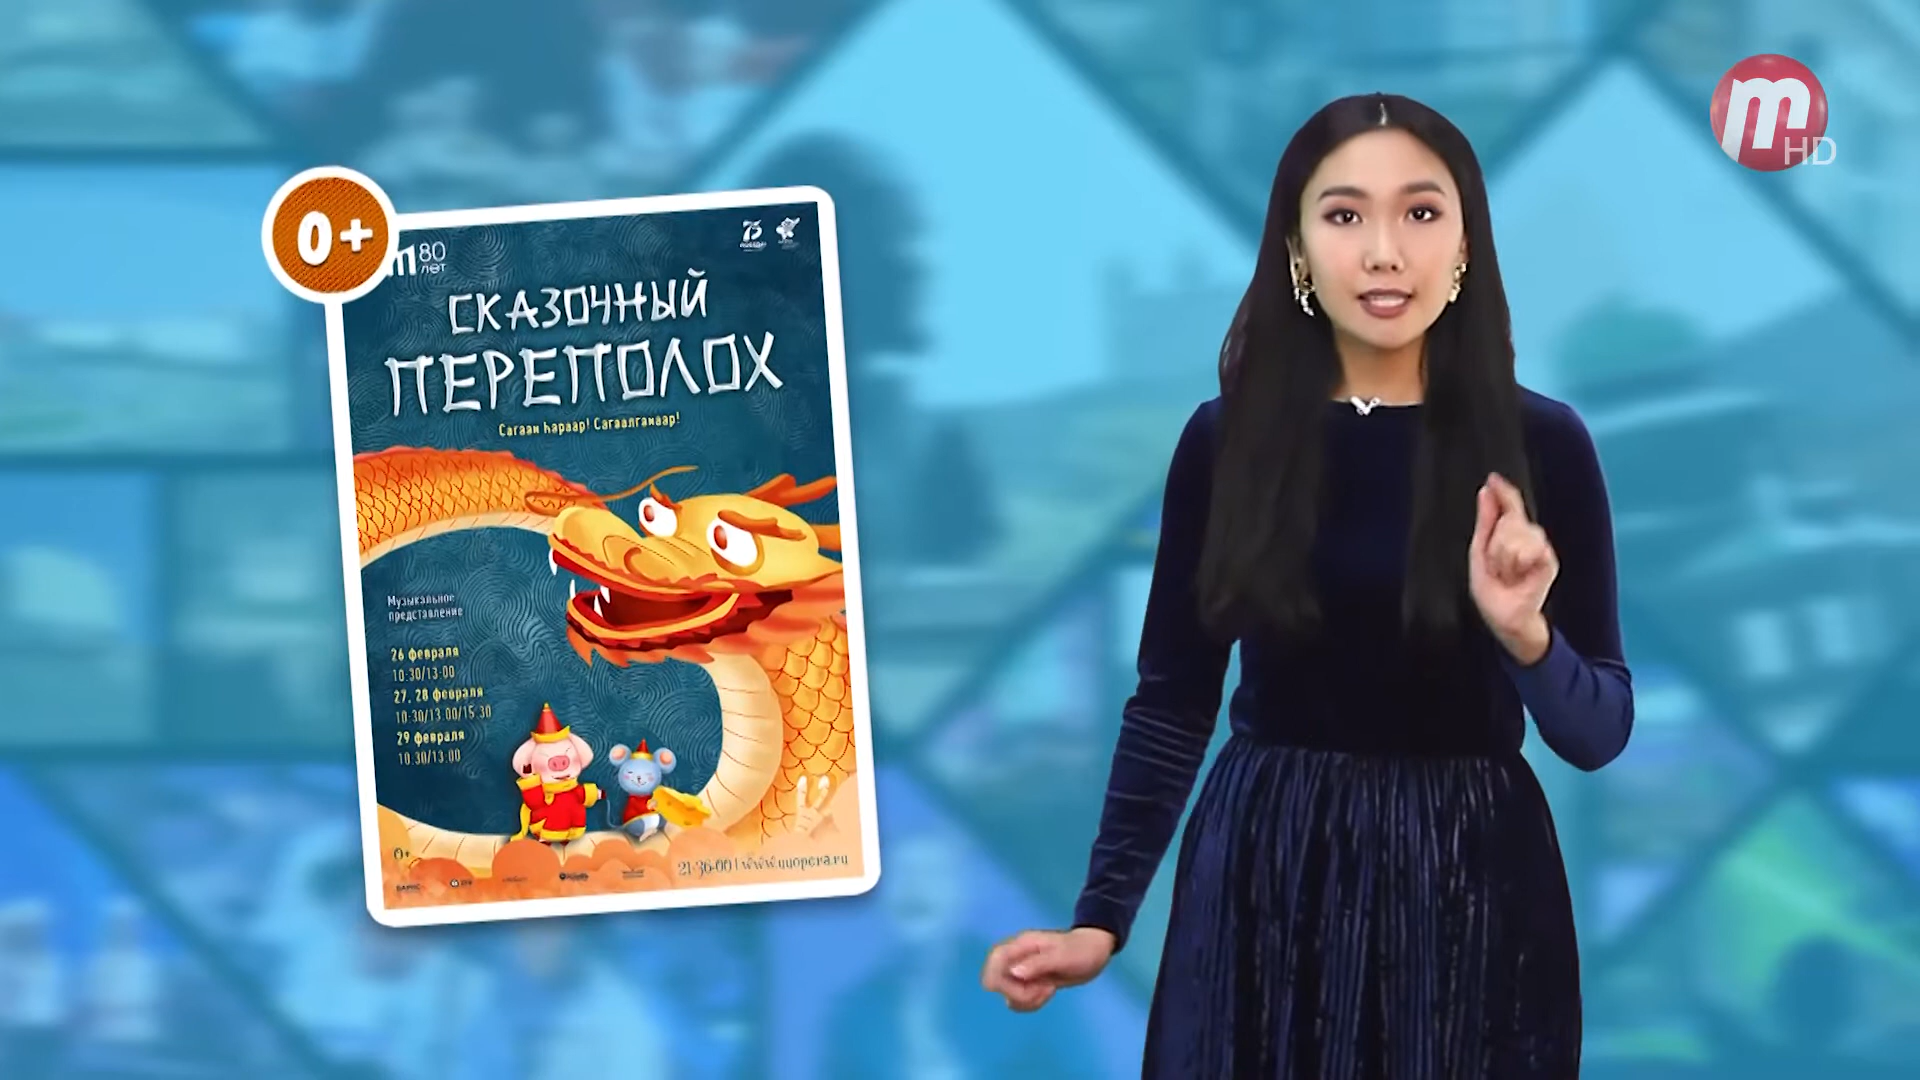 m HD
0+
80
лет
75
СКАЗОЧНЫЙ
ПЕРЕПОЛОХ
Сагаан һараар! Сагаалганаар!
Музыкальное
представление
26 февраля
10:30/13:00
27, 28 февраля
10:30/13:00/15:30
29 февраля
10:30/13:00
0+
21-36-00 | www.uuopera.ru